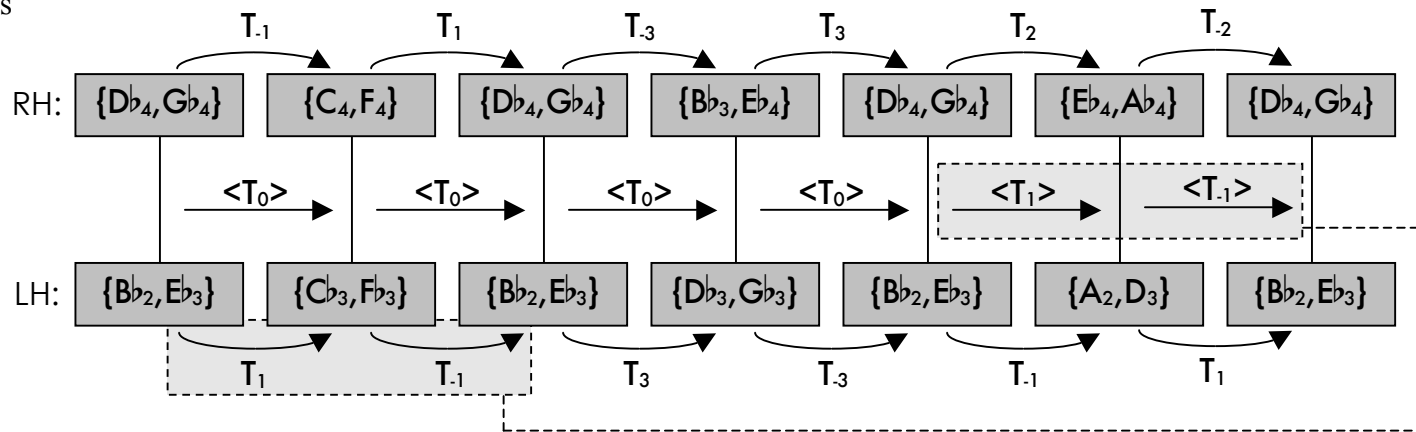 s
T₋₁ T₁ T₋₃ T₃ T₂ T₋₂
RH: {D♭₄,G♭₄} {C₄,F₄} {D♭₄,G♭₄} {B♭₃,E♭₄} {D♭₄,G♭₄} {E♭₄,A♭₄} {D♭₄,G♭₄}
<T₀> <T₀> <T₀> <T₀> <T₁> <T₋₁>
LH: {B♭₂,E♭₃} {C♭₃,F♭₃} {B♭₂,E♭₃} {D♭₃,G♭₃} {B♭₂,E♭₃} {A₂,D₃} {B♭₂,E♭₃}
T₁ T₋₁ T₃ T₋₃ T₋₁ T₁